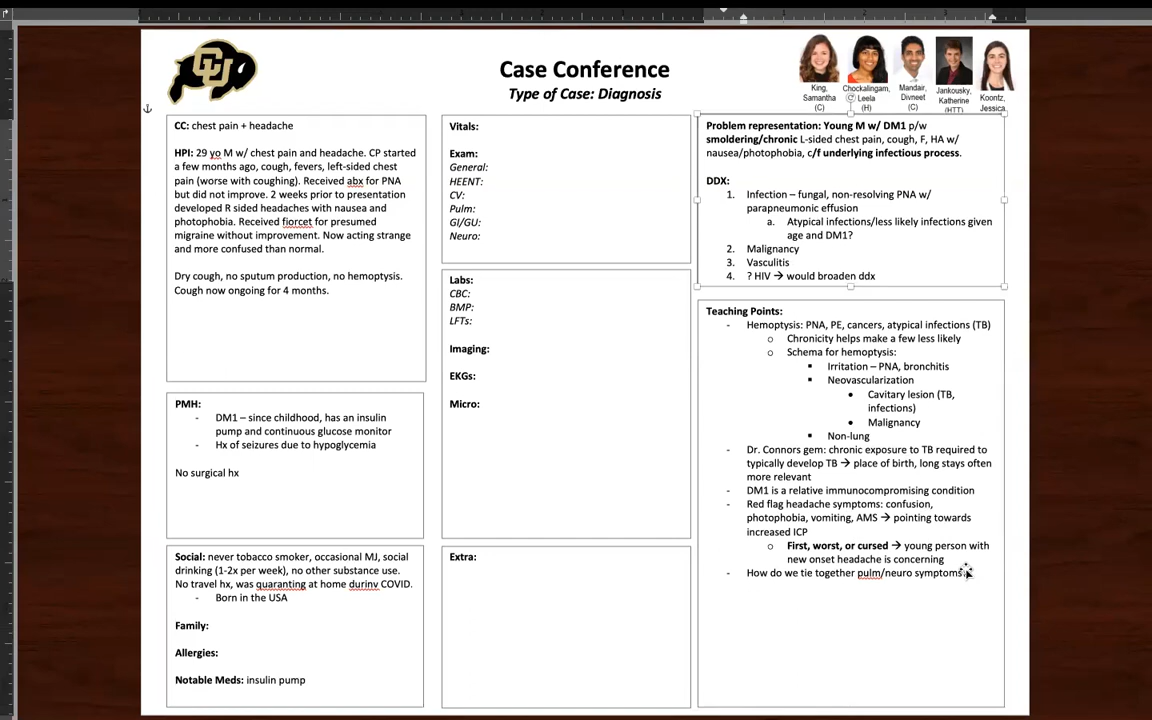 Case Conference
Type of Case: Diagnosis
CU
King,
Samantha
(C)
Chockalingam,
Leela
(H)
Mandair,
Divneet
(C)
Jankousky,
Katherine
(HTT)
Koontz,
Jessica
CC: chest pain + headache
HPI: 29 yo M w/ chest pain and headache. CP started
a few months ago, cough, fevers, left-sided chest
pain (worse with coughing). Received abx for PNA
but did not improve. 2 weeks prior to presentation
developed R sided headaches with nausea and
photophobia. Received fiorcet for presumed
migraine without improvement. Now acting strange
and more confused than normal.
Dry cough, no sputum production, no hemoptysis.
Cough now ongoing for 4 months.
PMH:
- DM1 – since childhood, has an insulin
pump and continuous glucose monitor
- Hx of seizures due to hypoglycemia
No surgical hx
Social: never tobacco smoker, occasional MJ, social
drinking (1-2x per week), no other substance use.
No travel hx, was quaranting at home durinv COVID.
- Born in the USA
Family:
Allergies:
Notable Meds: insulin pump
Vitals:
Exam:
General:
HEENT:
CV:
Pulm:
GI/GU:
Neuro:
Labs:
CBC:
BMP:
LFTs:
Imaging:
EKGs:
Micro:
Extra:
Problem representation: Young M w/ DM1 p/w
smoldering/chronic L-sided chest pain, cough, F, HA w/
nausea/photophobia, c/f underlying infectious process.
DDX:
1. Infection – fungal, non-resolving PNA w/
parapneumonic effusion
a. Atypical infections/less likely infections given
age and DM1?
2. Malignancy
3. Vasculitis
4. ? HIV → would broaden ddx
Teaching Points:
- Hemoptysis: PNA, PE, cancers, atypical infections (TB)
o Chronicity helps make a few less likely
o Schema for hemoptysis:
▪ Irritation – PNA, bronchitis
▪ Neovascularization
• Cavitary lesion (TB,
infections)
• Malignancy
▪ Non-lung
- Dr. Connors gem: chronic exposure to TB required to
typically develop TB → place of birth, long stays often
more relevant
- DM1 is a relative immunocompromising condition
- Red flag headache symptoms: confusion,
photophobia, vomiting, AMS → pointing towards
increased ICP
o First, worst, or cursed → young person with
new onset headache is concerning
- How do we tie together pulm/neuro symptoms